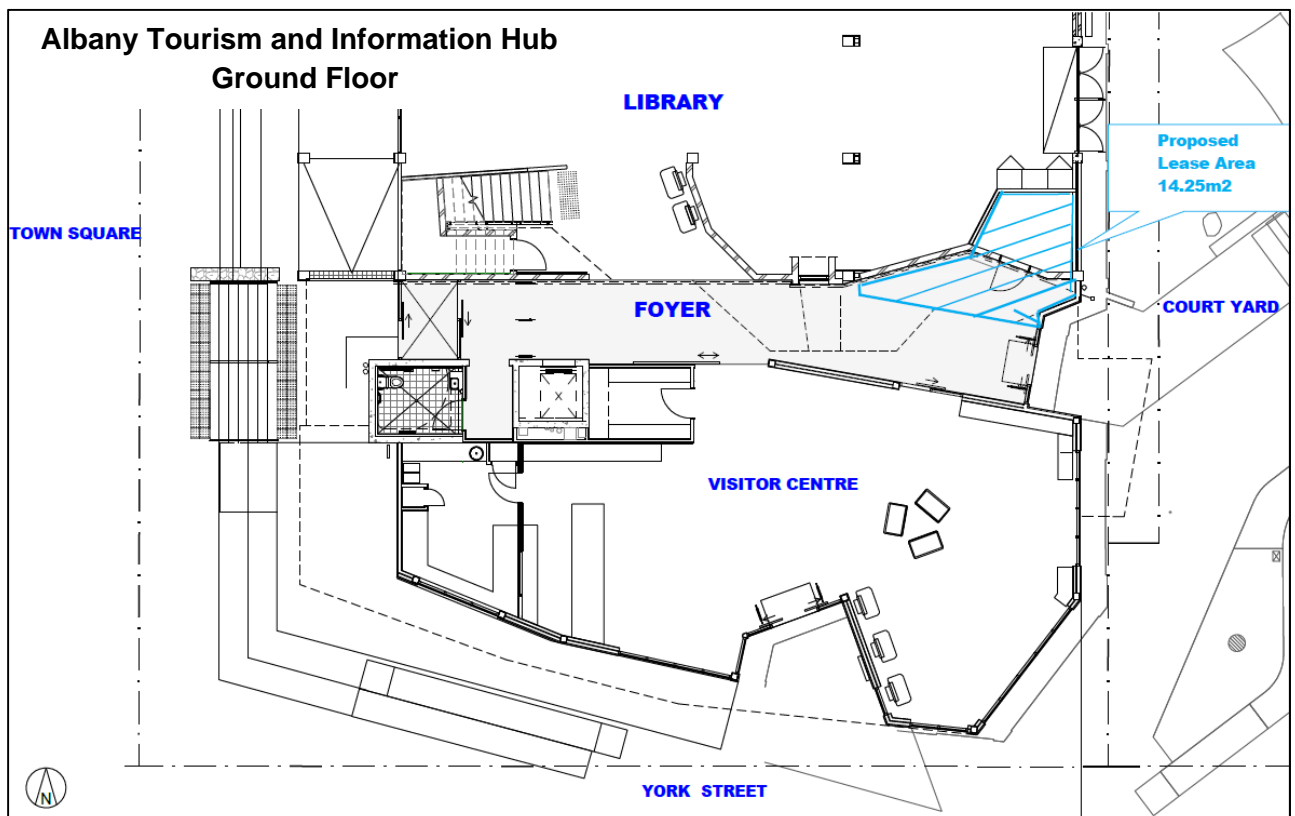 Albany Tourism and Information Hub
Ground Floor
LIBRARY
Proposed
Lease Area
14.25m2
TOWN SQUARE
FOYER
COURT YARD
VISITOR CENTRE
YORK STREET
N